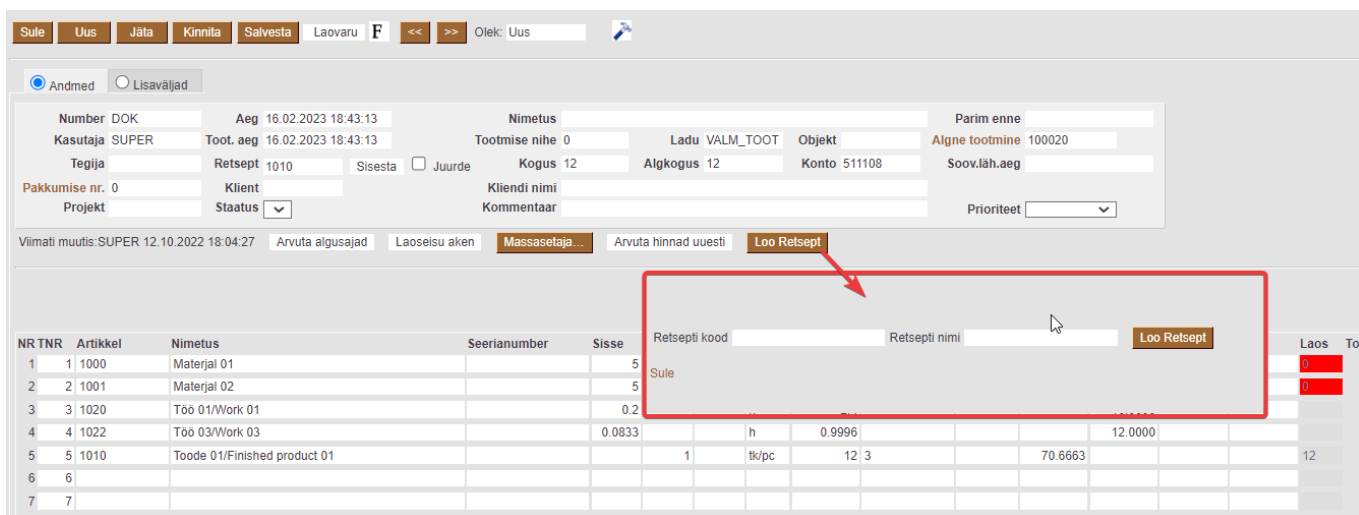 Sule Uus Jäta Kinnita Salvesta Laovaru F << >> Olek: Uus
Andmed Lisaväljad
Number DOK Aeg 16.02.2023 18:43:13 Nimetus Parim enne
Kasutaja SUPER Toot. aeg 16.02.2023 18:43:13 Tootmise nihe 0 Ladu VALM_TOOT Objekt Algne tootmine 100020
Tegija Retsept 1010 Sisesta Juurde Kogus 12 Algkogus 12 Konto 511108 Soov.läh.aeg
Pakkumise nr. 0 Klient Kliendi nimi
Projekt Staatus Kommentaar Prioriteet
Viimati muutis:SUPER 12.10.2022 18:04:27 Arvuta algusajad Laoseisu aken Massasetaja... Arvuta hinnad uuesti Loo Retsept
Retsepti kood Retsepti nimi Loo Retsept
Sule
NR TNR Artikkel Nimetus Seerianumber Sisse Laos To
1 1 1000 Materjal 01 5 0
2 2 1001 Materjal 02 5 0
3 3 1020 Töö 01/Work 01 0.2
4 4 1022 Töö 03/Work 03 0.0833 h 0.9996 12.0000
5 5 1010 Toode 01/Finished product 01 1 tk/pc 12 3 70.6663 12
6 6
7 7